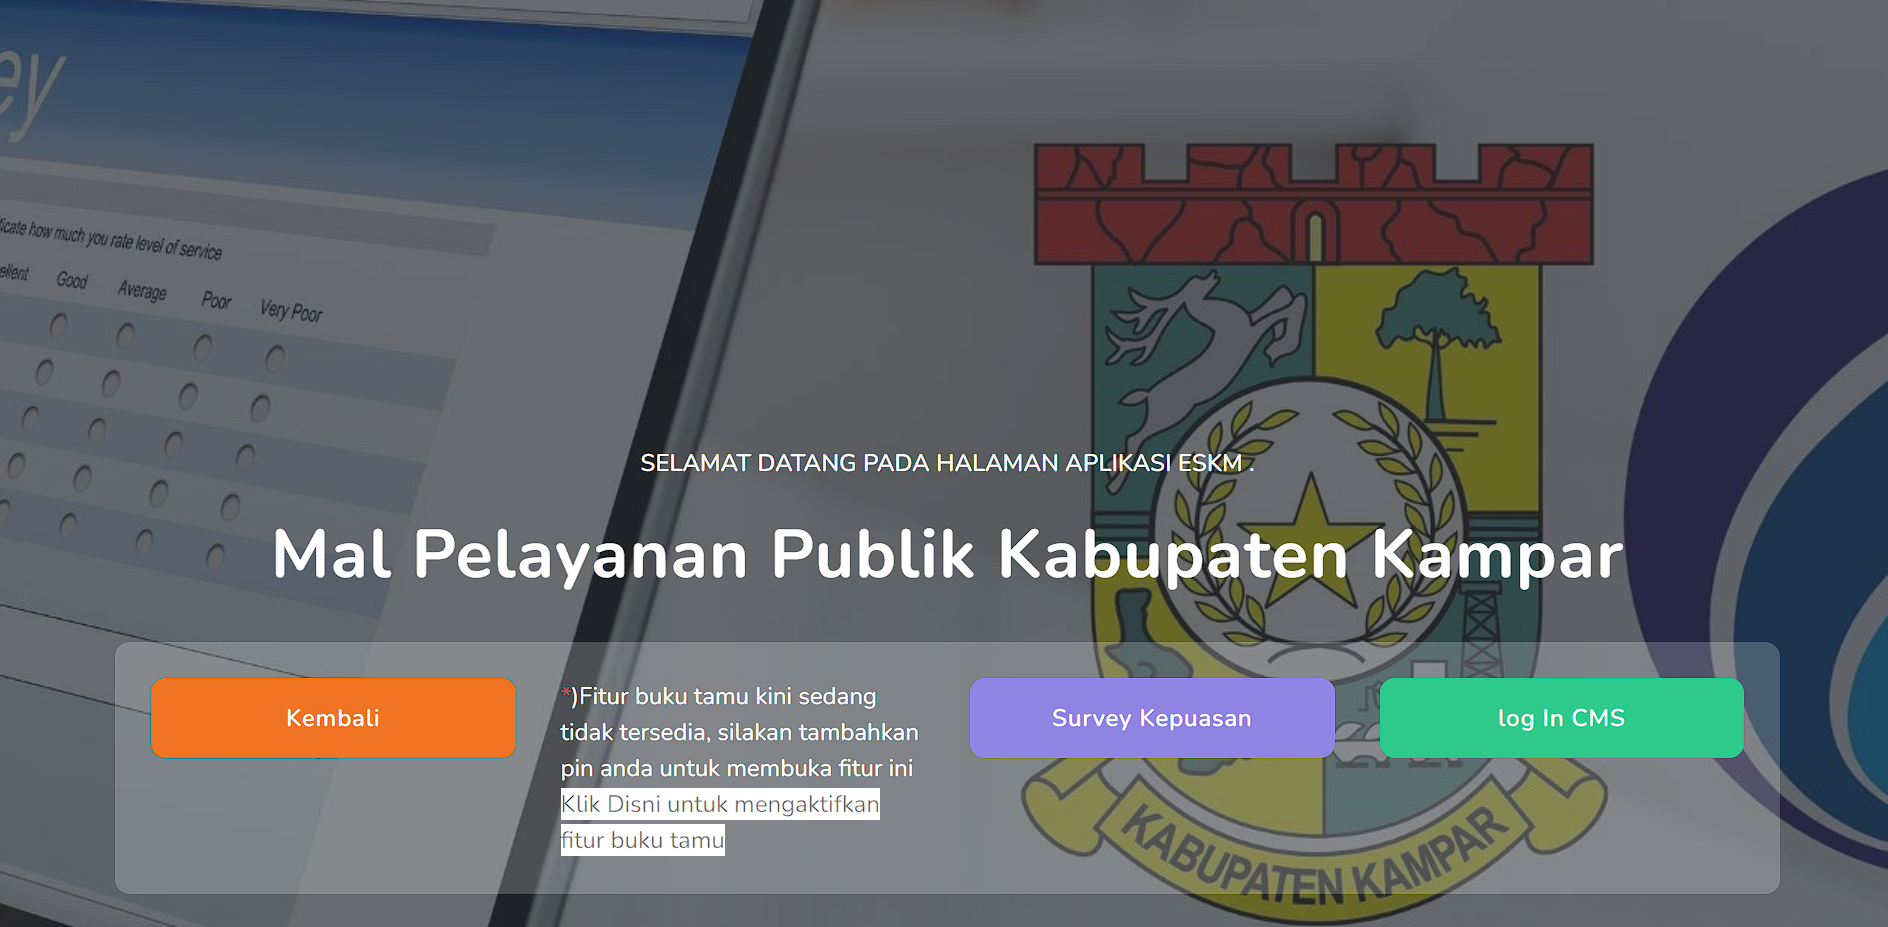 ey
dicate how much you rate level of service
Good Average Poor Very Poor
SELAMAT DATANG PADA HALAMAN APLIKASI ESKM .
Mal Pelayanan Publik Kabupaten Kampar
Kembali
*)Fitur buku tamu kini sedang
tidak tersedia, silakan tambahkan
pin anda untuk membuka fitur ini
Klik Disni untuk mengaktifkan
fitur buku tamu
Survey Kepuasan
log In CMS
KABUPATEN KAMPAR